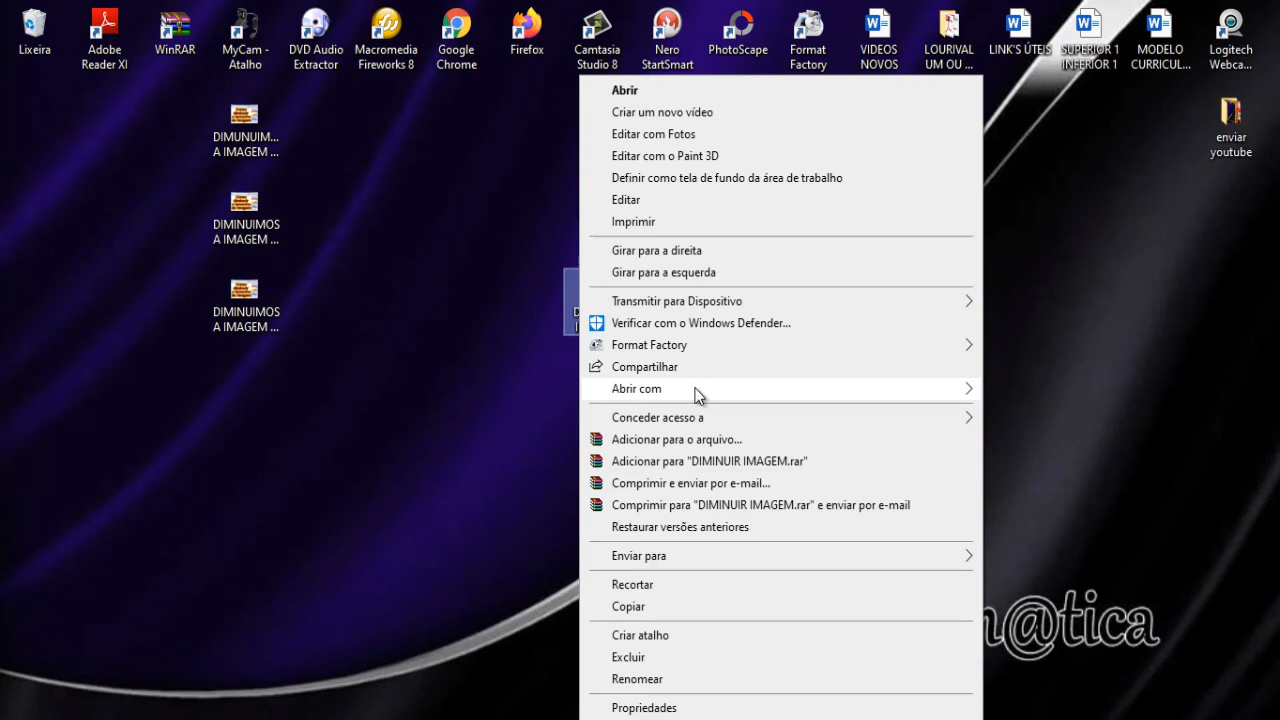 Lixeira
Adobe
Reader XI
WinRAR
MyCam -
Atalho
DVD Audio
Extractor
Macromedia
Fireworks 8
Google
Chrome
Firefox
Camtasia
Studio 8
Nero
StartSmart
PhotoScape
Format
Factory
VIDEOS
NOVOS
LOURIVAL
UM OU ...
LINK'S ÚTEIS
SUPERIOR 1
INFERIOR 1
MODELO
CURRICUL...
Logitech
Webca...
DIMUNUIM...
A IMAGEM ...
DIMINUIMOS
A IMAGEM ...
DIMINUIMOS
A IMAGEM ...
enviar
youtube
Abrir
Criar um novo vídeo
Editar com Fotos
Editar com o Paint 3D
Definir como tela de fundo da área de trabalho
Editar
Imprimir
Girar para a direita
Girar para a esquerda
Transmitir para Dispositivo
Verificar com o Windows Defender...
Format Factory
Compartilhar
Abrir com
Conceder acesso a
Adicionar para o arquivo...
Adicionar para "DIMINUIR IMAGEM.rar"
Comprimir e enviar por e-mail...
Comprimir para "DIMINUIR IMAGEM.rar" e enviar por e-mail
Restaurar versões anteriores
Enviar para
Recortar
Copiar
Criar atalho
Excluir
Renomear
Propriedades
@tica